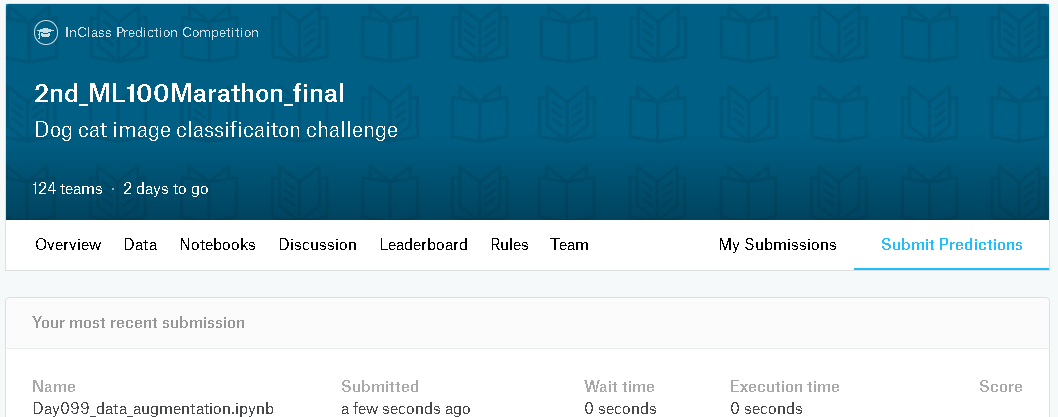 InClass Prediction Competition
2nd_ML100Marathon_final
Dog cat image classificaiton challenge
124 teams · 2 days to go
Overview Data Notebooks Discussion Leaderboard Rules Team My Submissions Submit Predictions
Your most recent submission
Name Submitted Wait time Execution time Score
Day099_data_augmentation.ipynb a few seconds ago 0 seconds 0 seconds